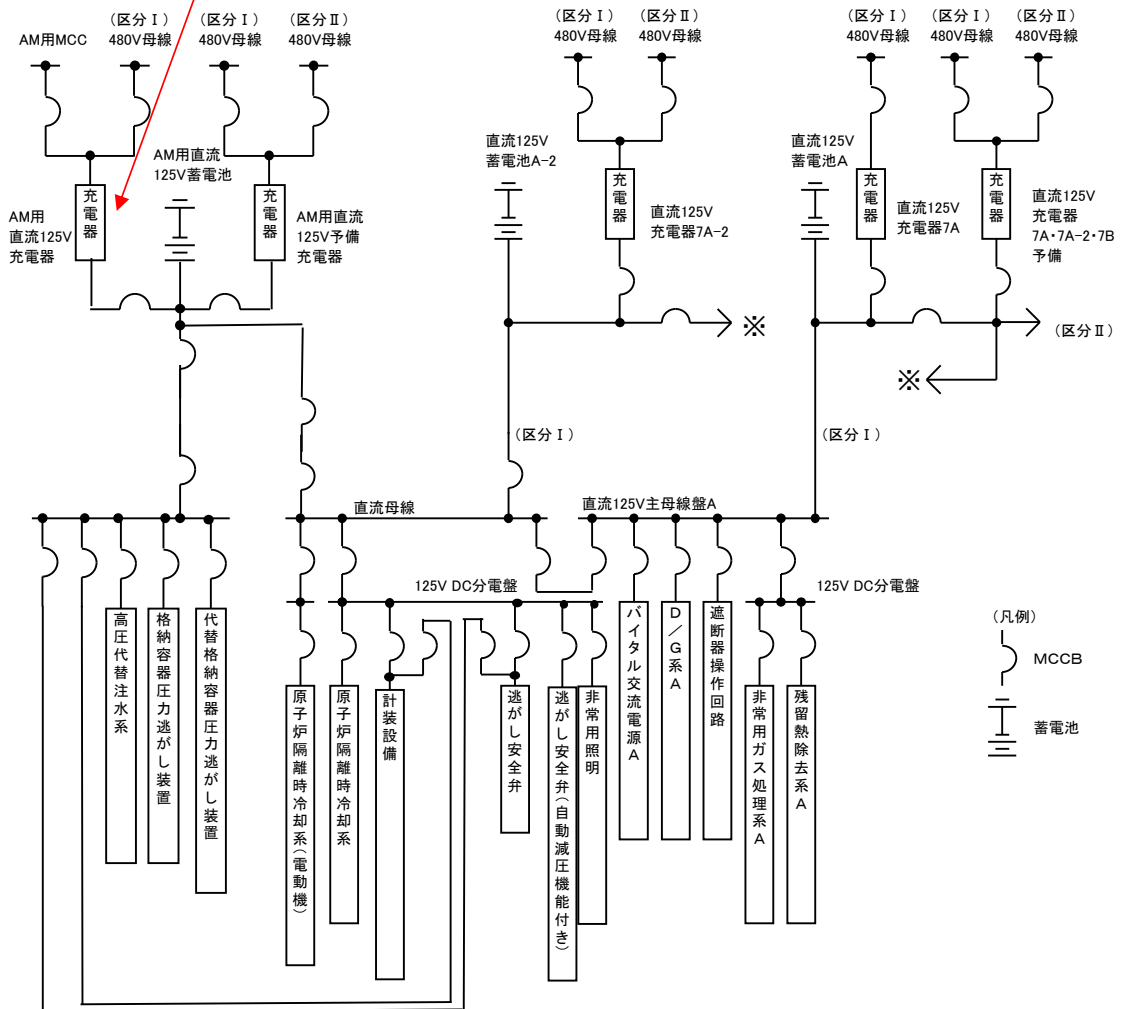 (区分Ⅰ)
(区分Ⅰ)
(区分Ⅱ)
AM用MCC
480V母線
480V母線
480V母線
(区分Ⅰ)
(区分Ⅱ)
480V母線
480V母線
(区分Ⅰ)
(区分Ⅰ)
(区分Ⅱ)
480V母線
480V母線
480V母線
AM用直流
125V蓄電池
直流125V
蓄電池A-2
直流125V
蓄電池A
充電器
充電器
充電器
充電器
充電器
AM用
直流125V
充電器
AM用直流
125V予備
充電器
直流125V
充電器7A-2
直流125V
充電器7A
直流125V
充電器
7A・7A-2・7B
予備
※
(区分Ⅱ)
※
(区分Ⅰ)
(区分Ⅰ)
直流母線
直流125V主母線盤A
125V DC分電盤
125V DC分電盤
高圧代替注水系
格納容器圧力逃がし装置
代替格納容器圧力逃がし装置
原子炉隔離時冷却系(電動機)
原子炉隔離時冷却系
計装設備
逃がし安全弁
逃がし安全弁(自動減圧機能付き)
非常用照明
バイタル交流電源A
D/G系A
遮断器操作回路
非常用ガス処理系A
残留熱除去系A
(凡例)
MCCB
蓄電池